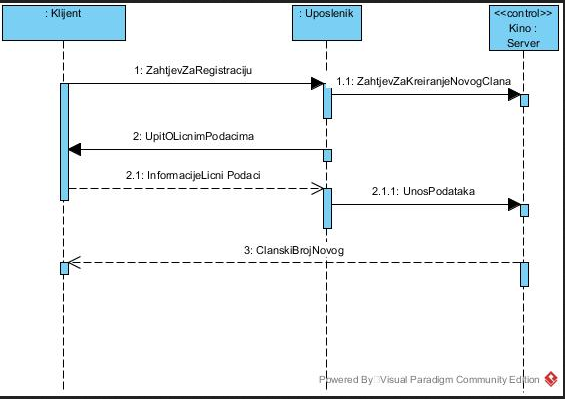 : Klijent
: Uposlenik
<<control>>
Kino :
Server
1: ZahtjevZaRegistraciju
1.1: ZahtjevZaKreiranjeNovogClana
2: UpitOLicnimPodacima
2.1: InformacijeLicni Podaci
2.1.1: UnosPodataka
3: ClanskiBrojNovog
Powered By Visual Paradigm Community Edition